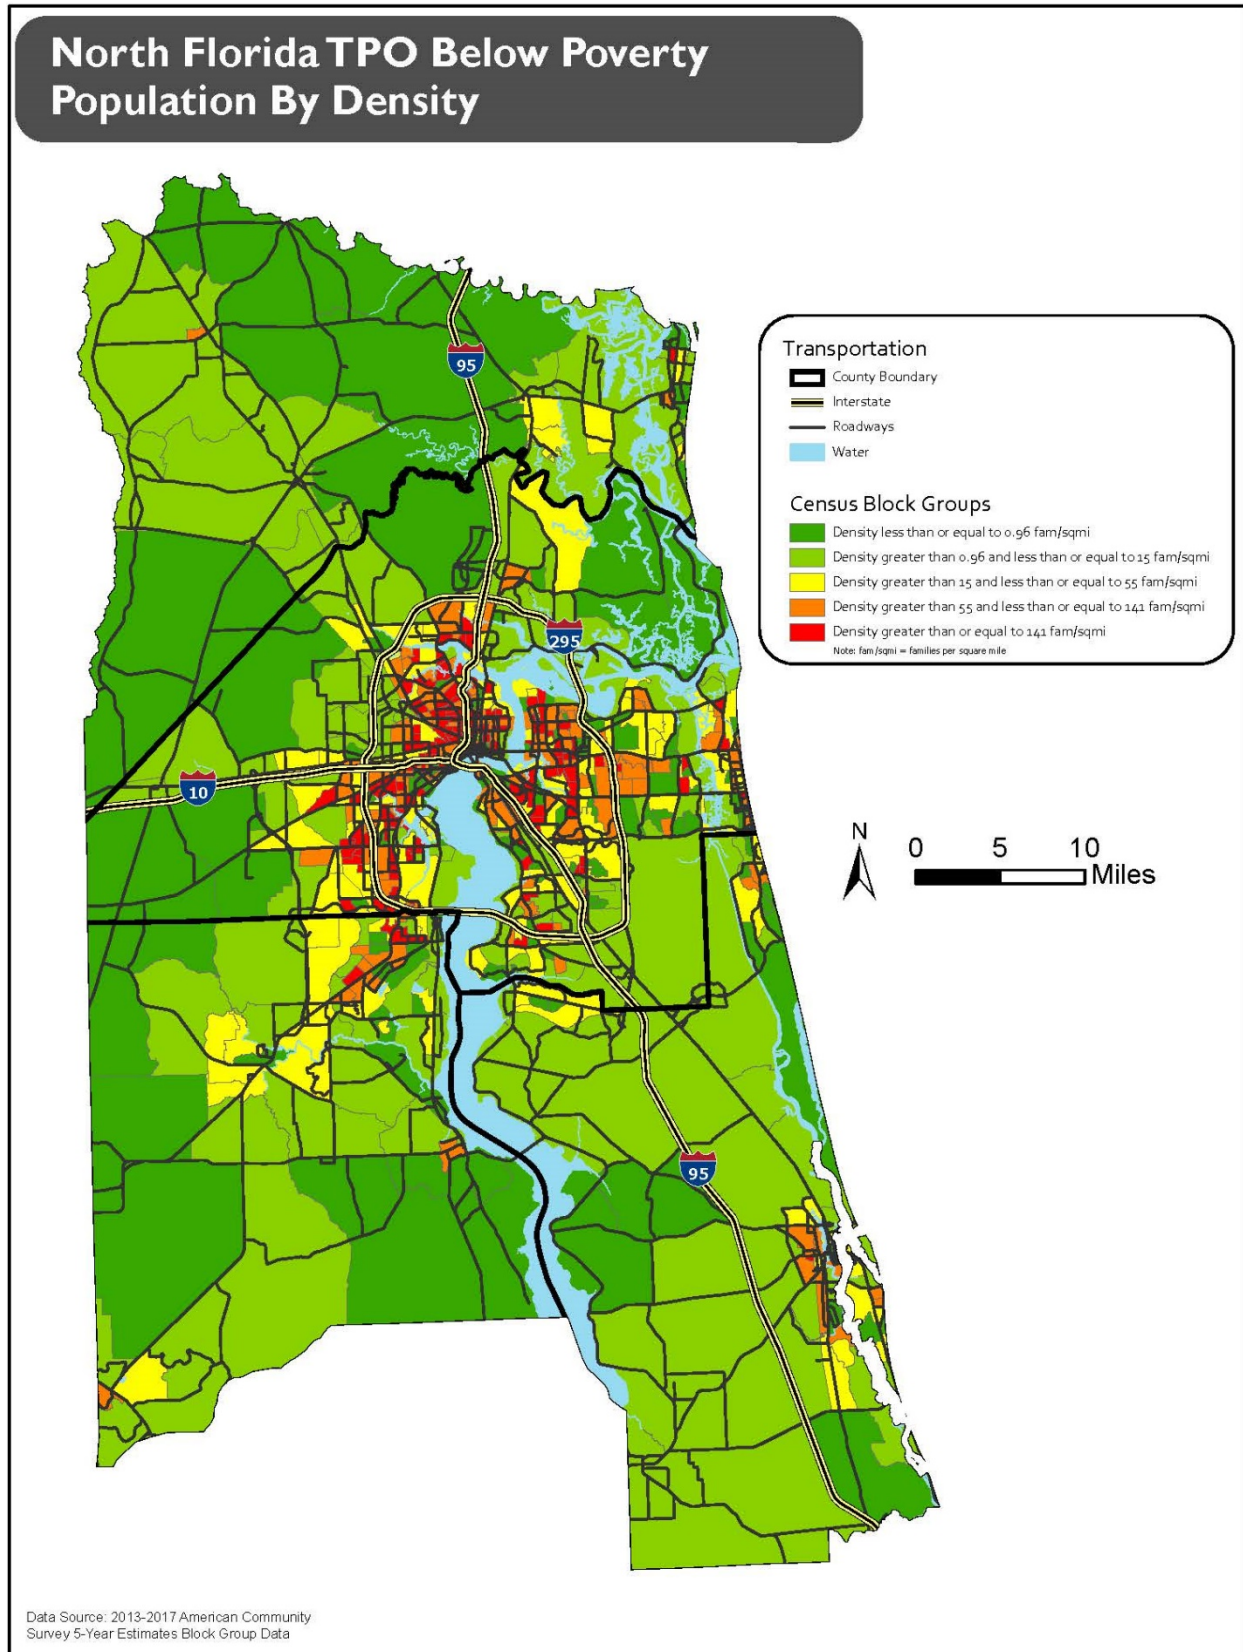 North Florida TPO Below Poverty
Population By Density
95
295
10
95
Transportation
County Boundary
Interstate
Roadways
Water
Census Block Groups
Density less than or equal to 0.96 fam/sqmi
Density greater than 0.96 and less than or equal to 15 fam/sqmi
Density greater than 15 and less than or equal to 55 fam/sqmi
Density greater than 55 and less than or equal to 141 fam/sqmi
Density greater than or equal to 141 fam/sqmi
Note: fam/sqmi = families per square mile
N
0 5 10
Miles
Data Source: 2013-2017 American Community
Survey 5-Year Estimates Block Group Data